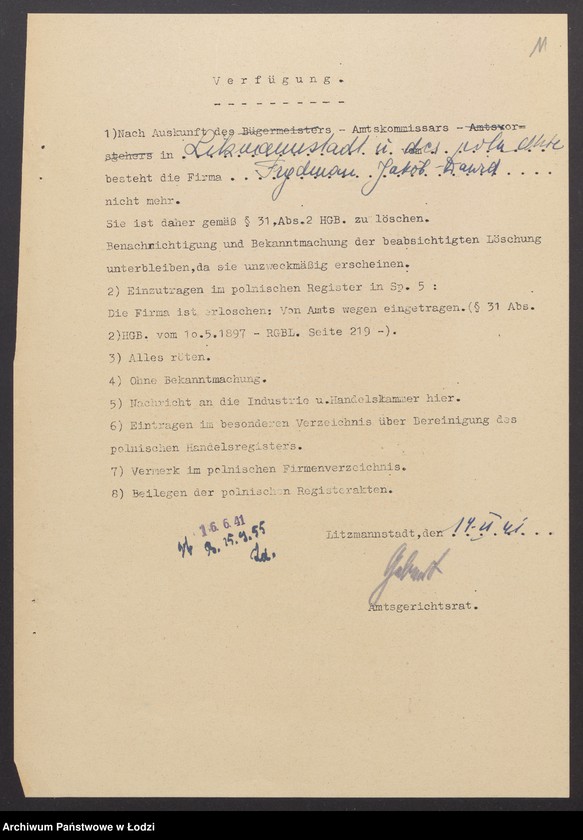 11
Verfügung.
1)Nach Auskunft des Bügermeisters - Amtskommissars - Amtsvor-
stehers in Litzmannstadt u. des poln. Akte
besteht die Firma . . Frydman Jakob Dawid . . . .
nicht mehr.
Sie ist daher gemäß § 31,Abs.2 HGB. zu löschen.
Benachrichtigung und Bekanntmachung der beabsichtigten Löschung
unterbleiben,da sie unzweckmäßig erscheinen.
2) Einzutragen im polnischen Register in Sp. 5 :
Die Firma ist erloschen: Von Amts wegen eingetragen.(§ 31 Abs.
2)HGB. vom 1o.5.1897 - RGBL. Seite 219 -).
3) Alles röten.
4) Ohne Bekanntmachung.
5) Nachricht an die Industrie u.Handelskammer hier.
6) Eintragen im besonderen Verzeichnis über Bereinigung des
polnischen Handelsregisters.
7) Vermerk im polnischen Firmenverzeichnis.
8) Beilegen der polnischen Registerakten.
16.6.41
Litzmannstadt,den 14. II 41. . .
Amtsgerichtsrat.
Archiwum Państwowe w Łodzi